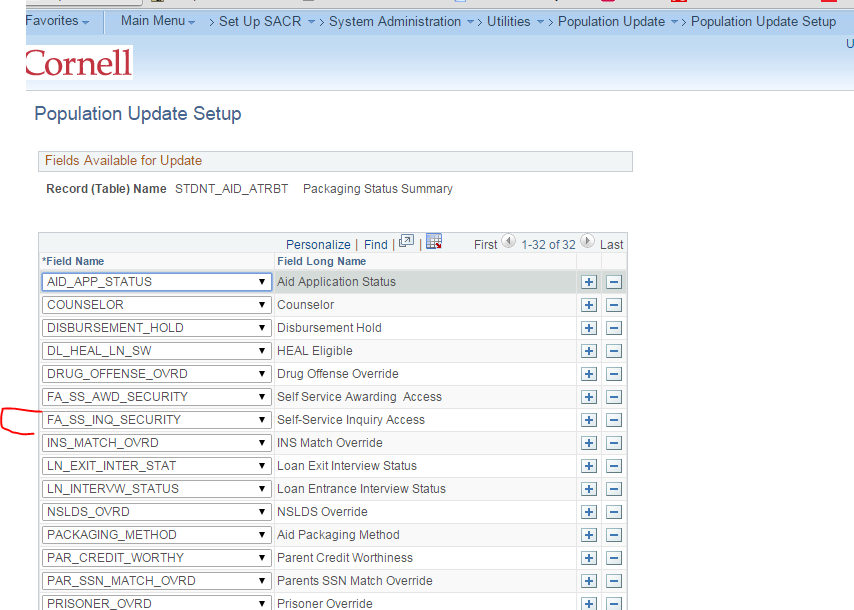 Favorites Main Menu > Set Up SACR > System Administration > Utilities > Population Update > Population Update Setup
U
Cornell
Population Update Setup
Fields Available for Update
Record (Table) Name STDNT_AID_ATRBT Packaging Status Summary
Personalize | Find | | First 1-32 of 32 Last
*Field Name Field Long Name
AID_APP_STATUS Aid Application Status
COUNSELOR Counselor
DISBURSEMENT_HOLD Disbursement Hold
DL_HEAL_LN_SW HEAL Eligible
DRUG_OFFENSE_OVRD Drug Offense Override
FA_SS_AWD_SECURITY Self Service Awarding Access
FA_SS_INQ_SECURITY Self-Service Inquiry Access
INS_MATCH_OVRD INS Match Override
LN_EXIT_INTER_STAT Loan Exit Interview Status
LN_INTERVW_STATUS Loan Entrance Interview Status
NSLDS_OVRD NSLDS Override
PACKAGING_METHOD Aid Packaging Method
PAR_CREDIT_WORTHY Parent Credit Worthiness
PAR_SSN_MATCH_OVRD Parents SSN Match Override
PRISONER_OVRD Prisoner Override